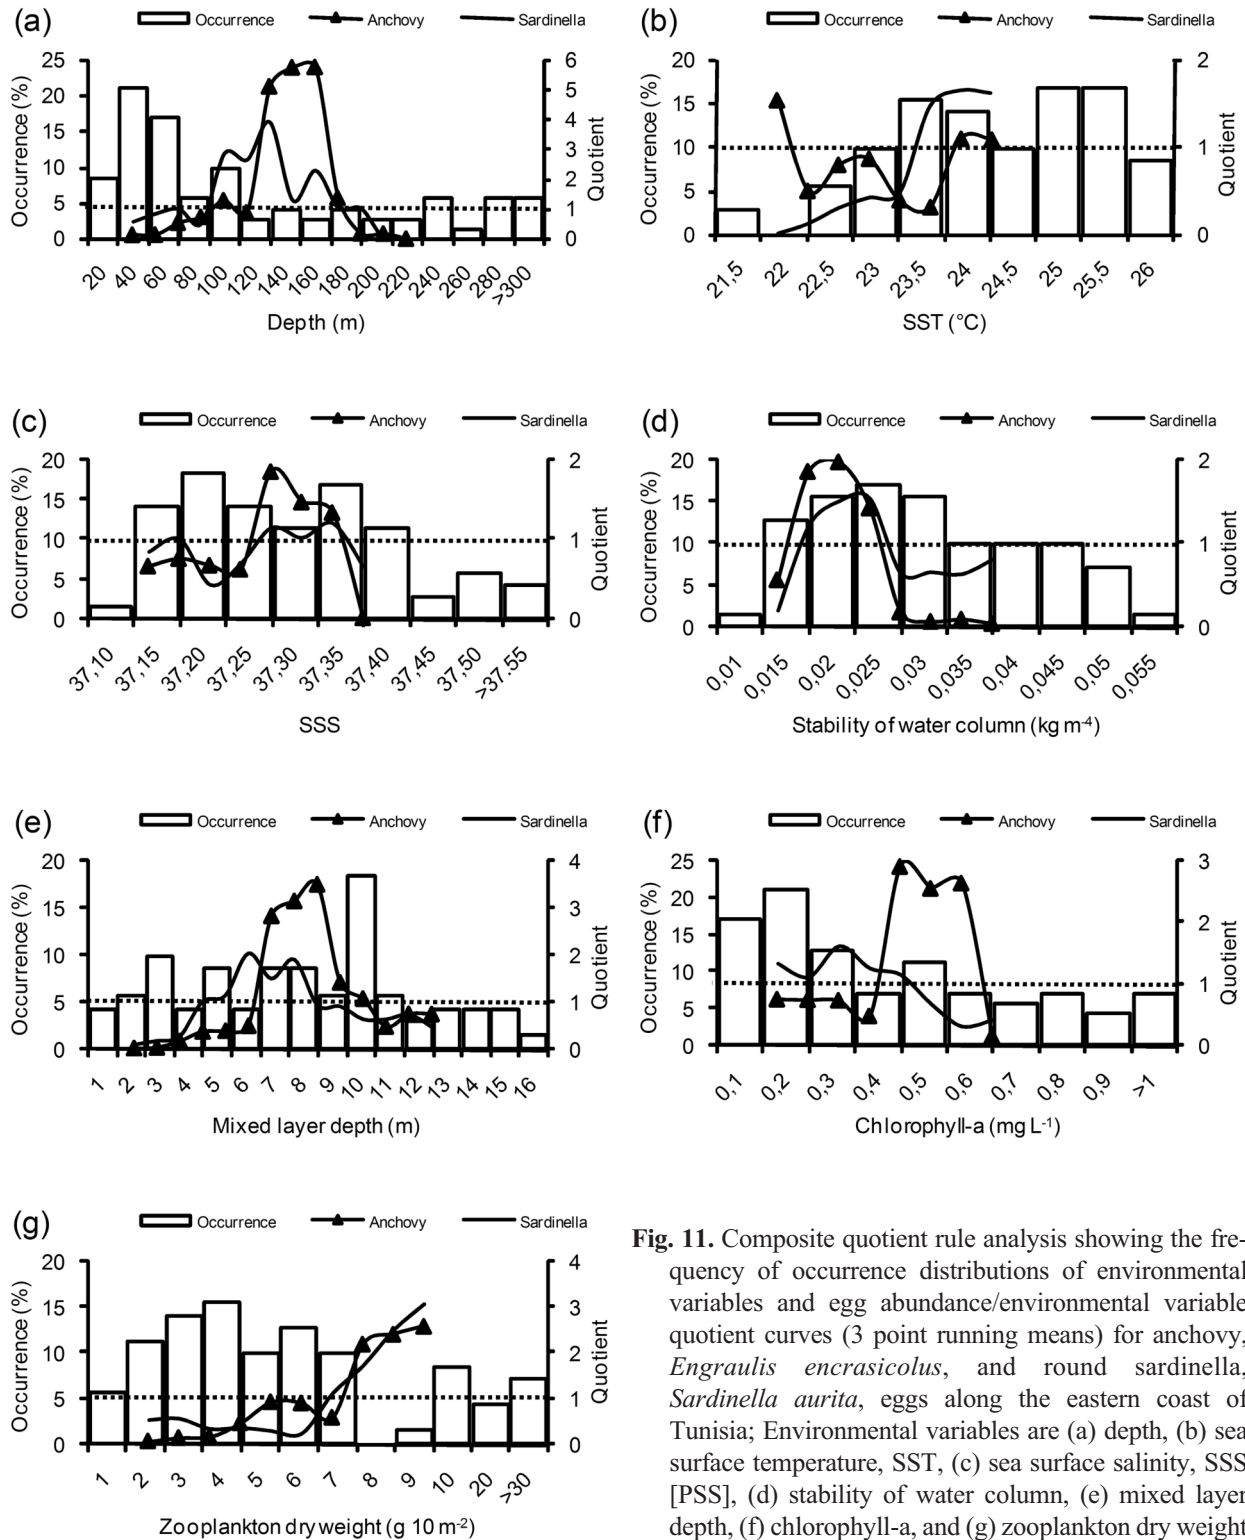 (a)
Occurrence Anchovy Sardinella
25
20
15
10
5
0
Occurrence (%)
6
5
4
3
2
1
0
Quotient
20 40 60 80 100 120 140 160 180 200 220 240 260 280 >300
Depth (m)
(b)
Occurrence Anchovy Sardinella
20
15
10
5
0
Occurrence (%)
2
1
0
Quotient
21,5 22 22,5 23 23,5 24 24,5 25 25,5 26
SST (°C)
(c)
Occurrence Anchovy Sardinella
20
15
10
5
0
Occurrence (%)
2
1
0
Quotient
37,10 37,15 37,20 37,25 37,30 37,35 37,40 37,45 37,50 >37.55
SSS
(d)
Occurrence Anchovy Sardinella
20
15
10
5
0
Occurrence (%)
2
1
0
Quotient
0,01 0,015 0,02 0,025 0,03 0,035 0,04 0,045 0,05 0,055
Stability of water column (kg m⁻⁴)
(e)
Occurrence Anchovy Sardinella
20
15
10
5
0
Occurrence (%)
4
3
2
1
0
Quotient
1 2 3 4 5 6 7 8 9 10 11 12 13 14 15 16
Mixed layer depth (m)
(f)
Occurrence Anchovy Sardinella
25
20
15
10
5
0
Occurrence (%)
3
2
1
0
Quotient
0,1 0,2 0,3 0,4 0,5 0,6 0,7 0,8 0,9 >1
Chlorophyll-a (mg L⁻¹)
(g)
Occurrence Anchovy Sardinella
20
15
10
5
0
Occurrence (%)
4
3
2
1
0
Quotient
1 2 3 4 5 6 7 8 9 10 20 >30
Zooplankton dry weight (g 10 m⁻²)
Fig. 11. Composite quotient rule analysis showing the fre-
quency of occurrence distributions of environmental
variables and egg abundance/environmental variable
quotient curves (3 point running means) for anchovy,
Engraulis encrasicolus, and round sardinella,
Sardinella aurita, eggs along the eastern coast of
Tunisia; Environmental variables are (a) depth, (b) sea
surface temperature, SST, (c) sea surface salinity, SSS
[PSS], (d) stability of water column, (e) mixed layer
depth, (f) chlorophyll-a, and (g) zooplankton dry weight